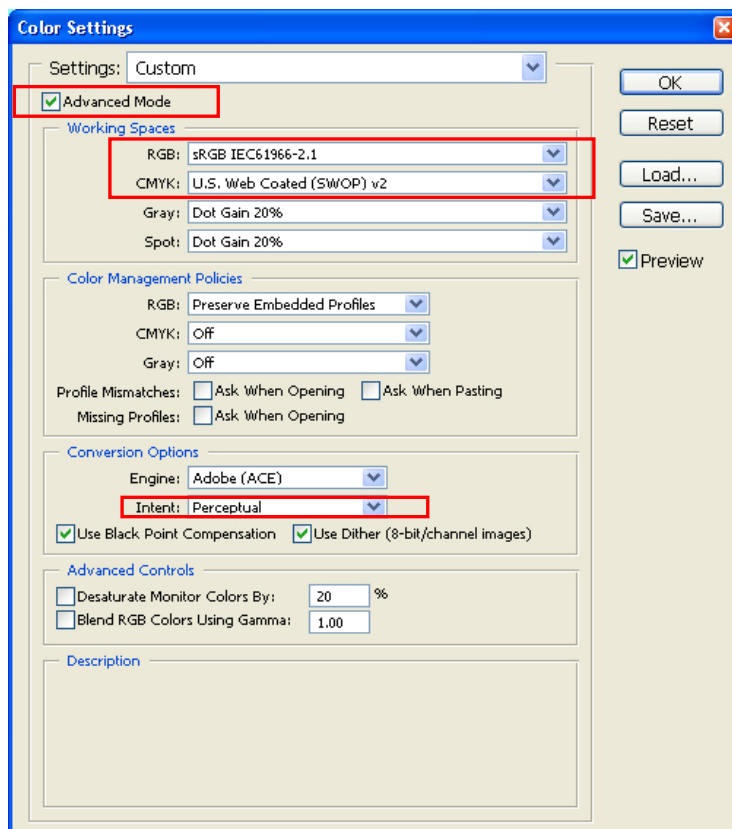 Color Settings
Settings: Custom
Advanced Mode
Working Spaces
RGB: sRGB IEC61966-2.1
CMYK: U.S. Web Coated (SWOP) v2
Gray: Dot Gain 20%
Spot: Dot Gain 20%
Color Management Policies
RGB: Preserve Embedded Profiles
CMYK: Off
Gray: Off
Profile Mismatches: Ask When Opening Ask When Pasting
Missing Profiles: Ask When Opening
Conversion Options
Engine: Adobe (ACE)
Intent: Perceptual
Use Black Point Compensation Use Dither (8-bit/channel images)
Advanced Controls
Desaturate Monitor Colors By: 20 %
Blend RGB Colors Using Gamma: 1.00
Description
OK
Reset
Load...
Save...
Preview